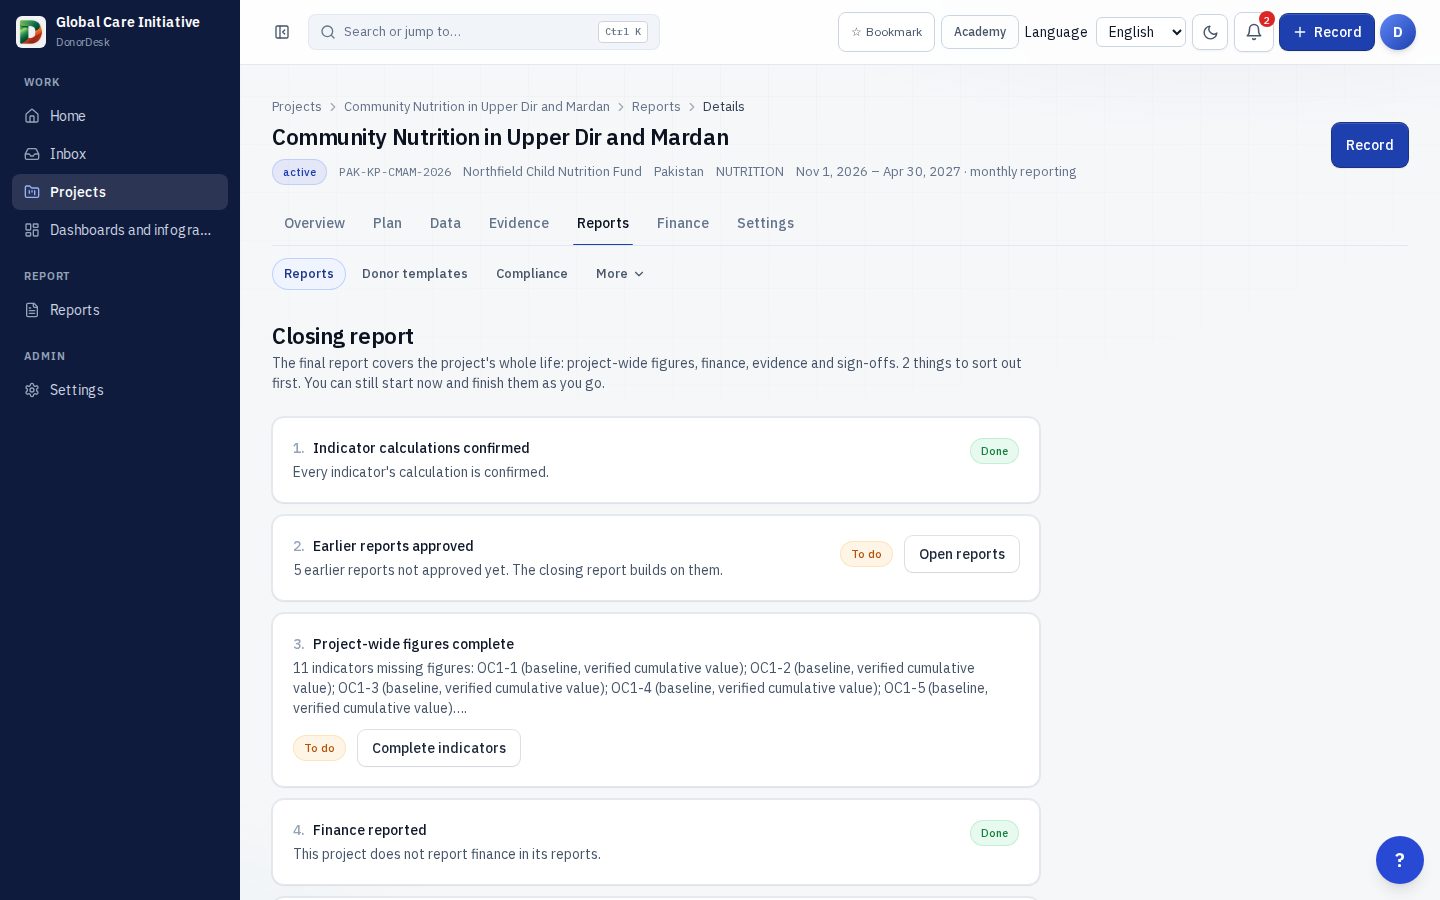 Global Care Initiative
DonorDesk
Search or jump to…
Ctrl K
☆ Bookmark
Academy
Language
English
2
+ Record
D
WORK
Home
Inbox
Projects
Dashboards and infogra…
REPORT
Reports
ADMIN
Settings
Projects > Community Nutrition in Upper Dir and Mardan > Reports > Details
Community Nutrition in Upper Dir and Mardan
Record
active PAK-KP-CMAM-2026 Northfield Child Nutrition Fund Pakistan NUTRITION Nov 1, 2026 – Apr 30, 2027 · monthly reporting
Overview Plan Data Evidence Reports Finance Settings
Reports Donor templates Compliance More
Closing report
The final report covers the project's whole life: project-wide figures, finance, evidence and sign-offs. 2 things to sort out
first. You can still start now and finish them as you go.
1. Indicator calculations confirmed
Done
Every indicator's calculation is confirmed.
2. Earlier reports approved
To do
Open reports
5 earlier reports not approved yet. The closing report builds on them.
3. Project-wide figures complete
11 indicators missing figures: OC1-1 (baseline, verified cumulative value); OC1-2 (baseline, verified cumulative
value); OC1-3 (baseline, verified cumulative value); OC1-4 (baseline, verified cumulative value); OC1-5 (baseline,
verified cumulative value)….
To do
Complete indicators
4. Finance reported
Done
This project does not report finance in its reports.
?